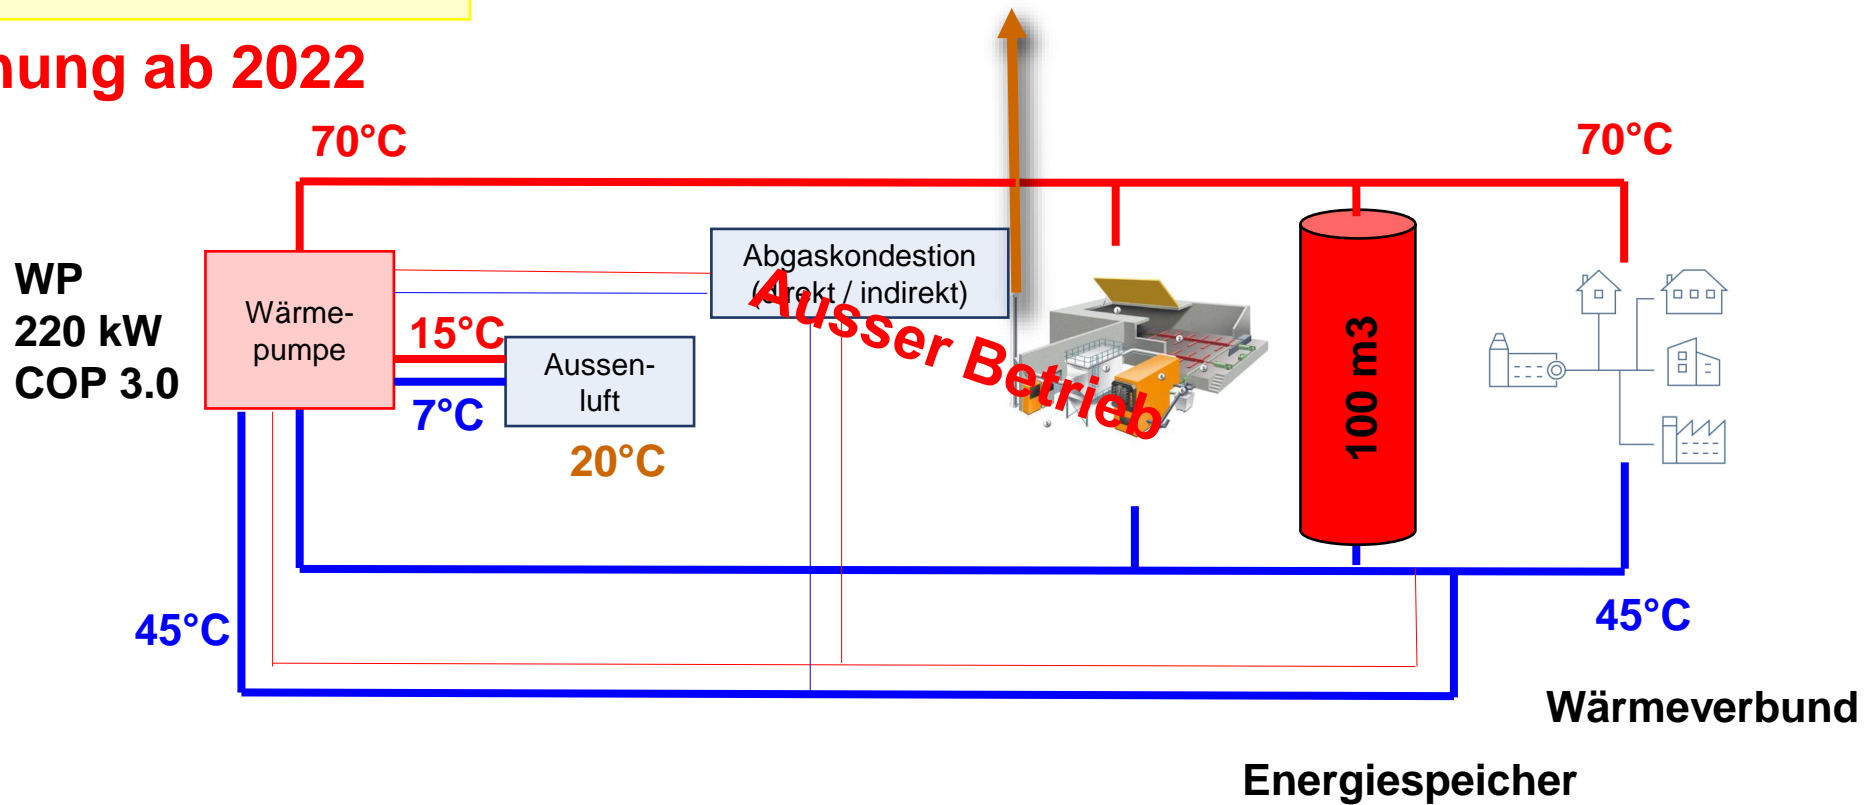 nung ab 2022
70°C
70°C
WP
220 kW
COP 3.0
Wärme-
pumpe
15°C
7°C
Aussen-
luft
20°C
Abgaskondestion
(direkt / indirekt)
Ausser Betrieb
100 m3
45°C
45°C
Wärmeverbund
Energiespeicher